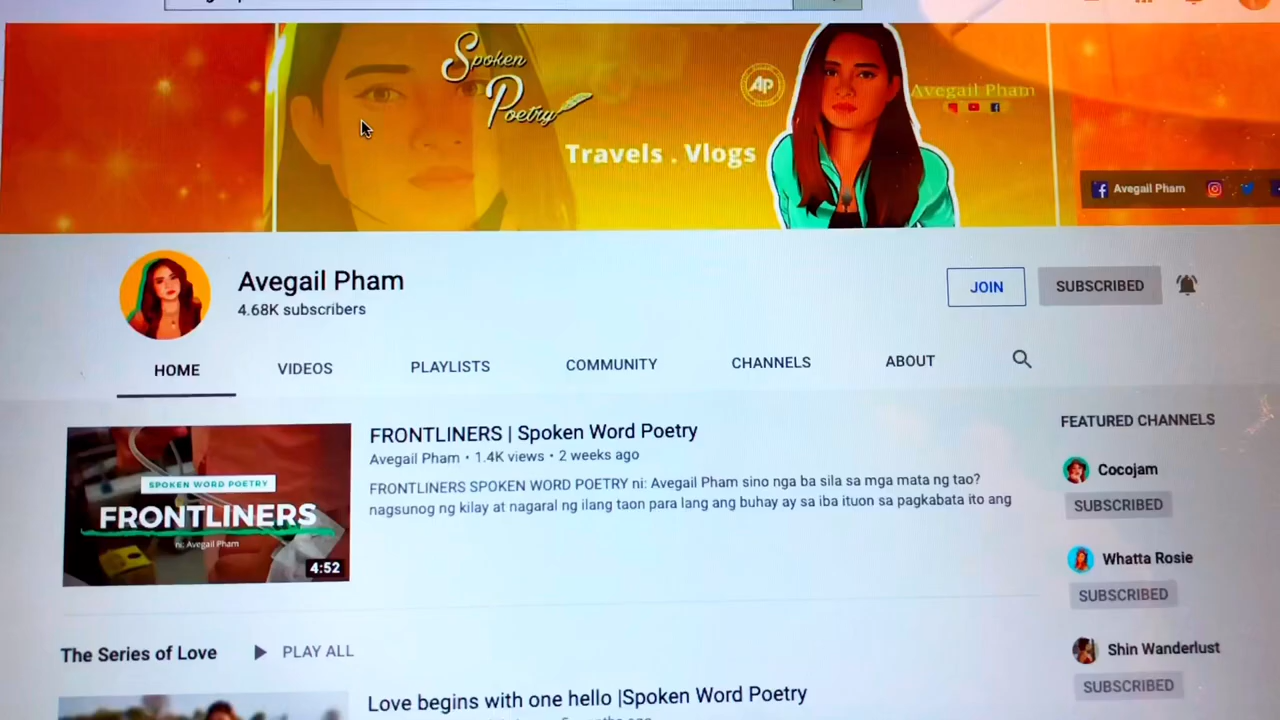 Spoken
Poetry
AP
Travels . Vlogs
Avegail Pham
Avegail Pham
Avegail Pham
4.68K subscribers
JOIN
SUBSCRIBED
HOME
VIDEOS
PLAYLISTS
COMMUNITY
CHANNELS
ABOUT
SPOKEN WORD POETRY
FRONTLINERS
ni: Avegail Pham
4:52
FRONTLINERS | Spoken Word Poetry
Avegail Pham • 1.4K views • 2 weeks ago
FRONTLINERS SPOKEN WORD POETRY ni: Avegail Pham sino nga ba sila sa mga mata ng tao?
nagsunog ng kilay at nagaral ng ilang taon para lang ang buhay ay sa iba ituon sa pagkabata ito ang
FEATURED CHANNELS
Cocojam
SUBSCRIBED
Whatta Rosie
SUBSCRIBED
Shin Wanderlust
SUBSCRIBED
The Series of Love
PLAY ALL
Love begins with one hello |Spoken Word Poetry